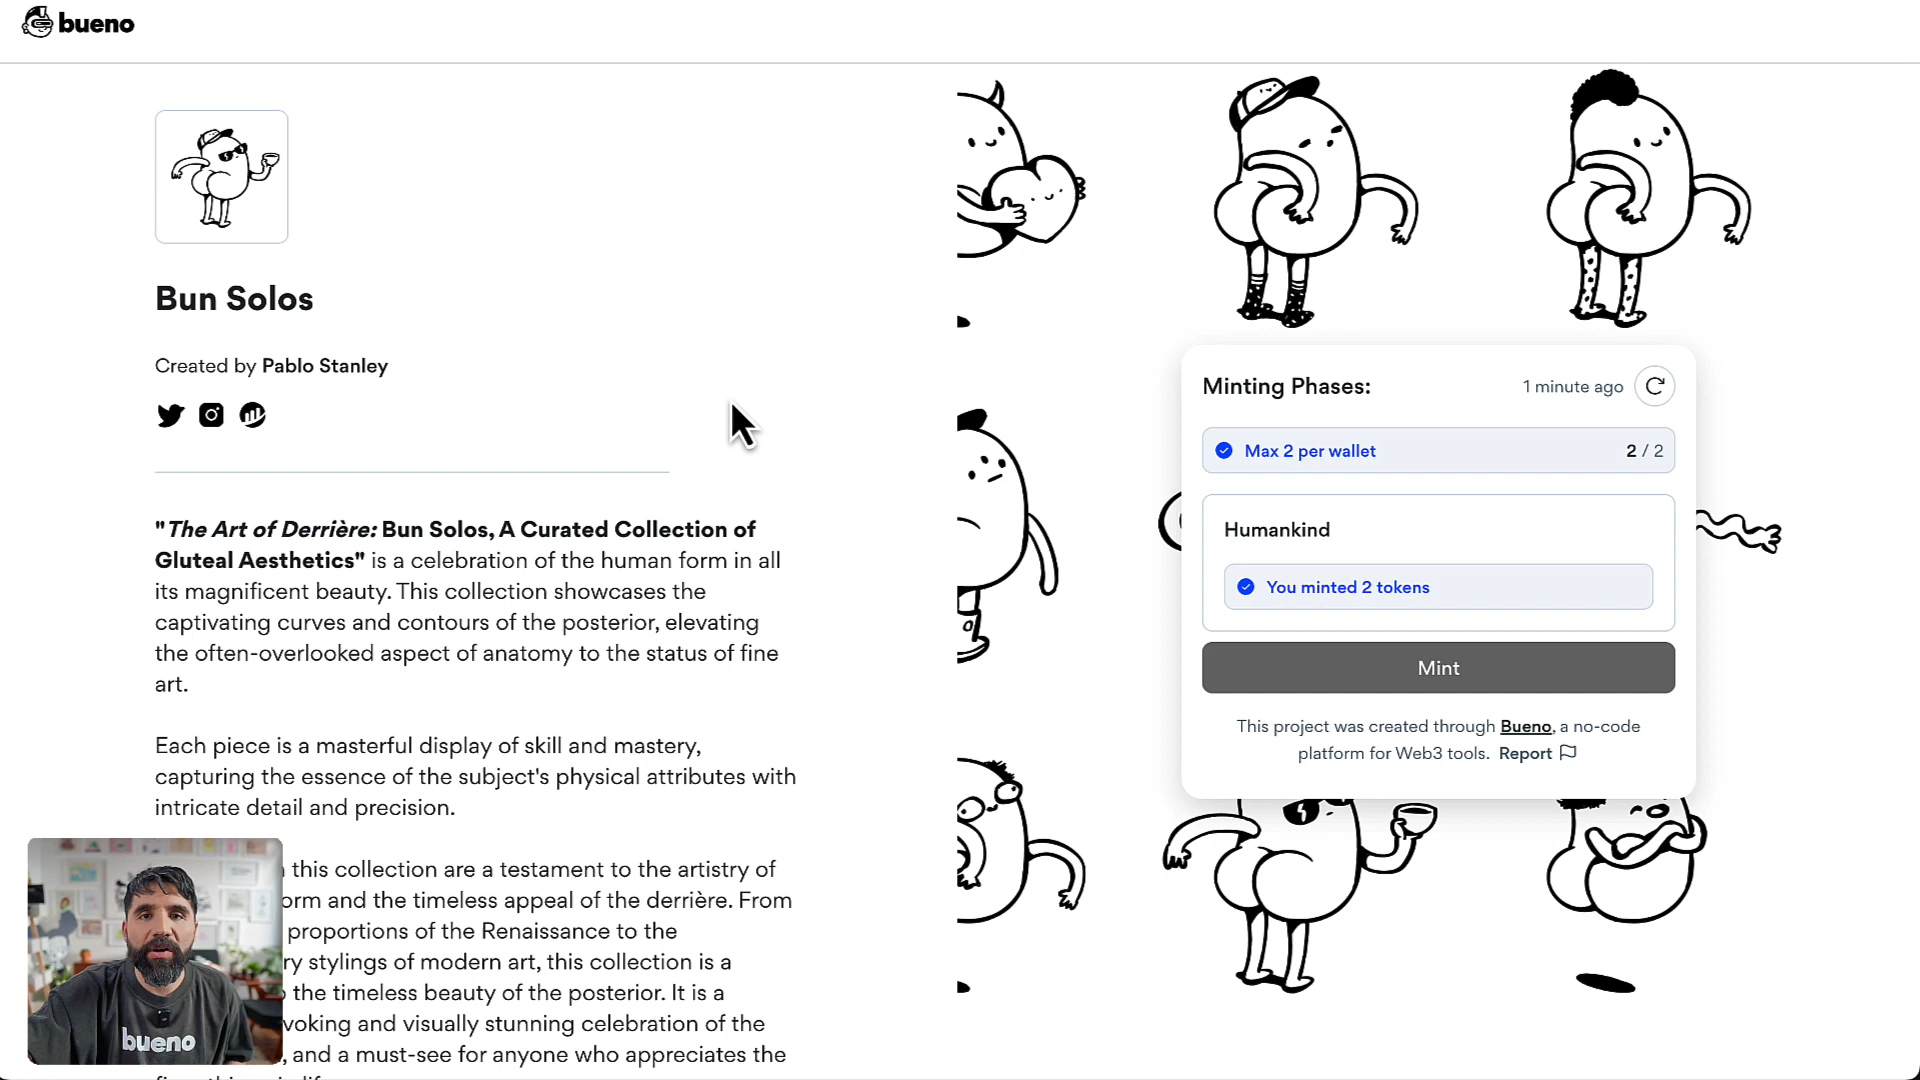 bueno
Bun Solos
Created by Pablo Stanley
"The Art of Derrière: Bun Solos, A Curated Collection of
Gluteal Aesthetics" is a celebration of the human form in all
its magnificent beauty. This collection showcases the
captivating curves and contours of the posterior, elevating
the often-overlooked aspect of anatomy to the status of fine
art.
Each piece is a masterful display of skill and mastery,
capturing the essence of the subject's physical attributes with
intricate detail and precision.
this collection are a testament to the artistry of
orm and the timeless appeal of the derrière. From
proportions of the Renaissance to the
ry stylings of modern art, this collection is a
the timeless beauty of the posterior. It is a
voking and visually stunning celebration of the
, and a must-see for anyone who appreciates the
bueno
Minting Phases:
1 minute ago
Max 2 per wallet
2 / 2
Humankind
You minted 2 tokens
Mint
This project was created through Bueno, a no-code
platform for Web3 tools. Report